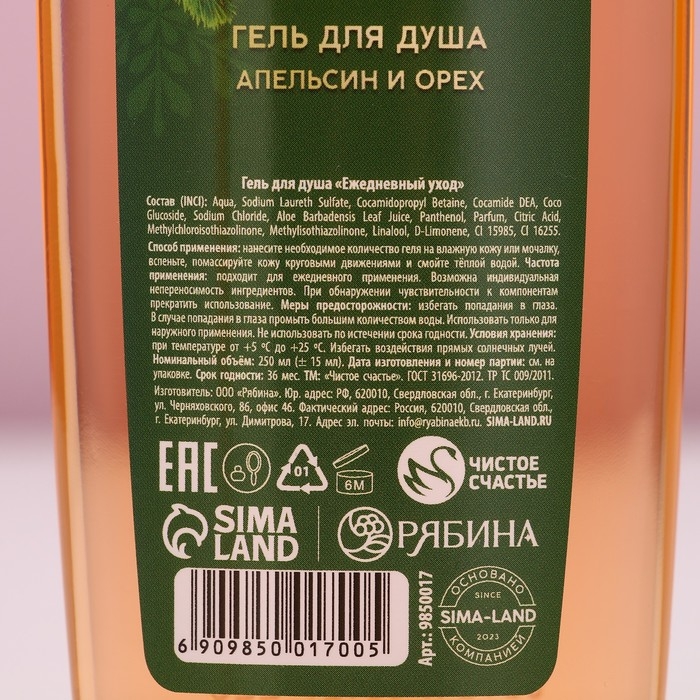 ГЕЛЬ ДЛЯ ДУША
АПЕЛЬСИН И ОРЕХ
Гель для душа «Ежедневный уход»
Состав (INCI): Aqua, Sodium Laureth Sulfate, Cocamidopropyl Betaine, Cocamide DEA, Coco
Glucoside, Sodium Chloride, Aloe Barbadensis Leaf Juice, Panthenol, Parfum, Citric Acid,
Methylchloroisothiazolinone, Methylisothiazolinone, Linalool, D-Limonene, CI 15985, CI 16255.
Способ применения: нанесите необходимое количество геля на влажную кожу или мочалку,
вспеньте, помассируйте кожу круговыми движениями и смойте тёплой водой. Частота
применения: подходит для ежедневного применения. Возможна индивидуальная
непереносимость ингредиентов. При обнаружении чувствительности к компонентам
прекратить использование. Меры предосторожности: избегать попадания в глаза.
В случае попадания в глаза промыть большим количеством воды. Использовать только для
наружного применения. Не использовать по истечении срока годности. Условия хранения:
при температуре от +5 ºC до +25 ºC. Избегать воздействия прямых солнечных лучей.
Номинальный объём: 250 мл (± 15 мл). Дата изготовления и номер партии: см. на
упаковке. Срок годности: 36 мес. ТМ: «Чистое счастье». ГОСТ 31696-2012. ТР ТС 009/2011.
Изготовитель: ООО «Рябина». Юр. адрес: РФ, 620010, Свердловская обл., г. Екатеринбург,
ул. Черняховского, 86, офис 46. Фактический адрес: Россия, 620010, Свердловская обл.,
г. Екатеринбург, ул. Димитрова, 17. Адрес эл. почты: info@ryabinaekb.ru. SIMA-LAND.RU
EAC
01
6M
ЧИСТОЕ
СЧАСТЬЕ
SIMA
LAND
РЯБИНА
6 909850 017005
Арт.: 9850017
ОСНОВАНО
SINCE
SIMA-LAND
2023
КОМПАНИЕЙ